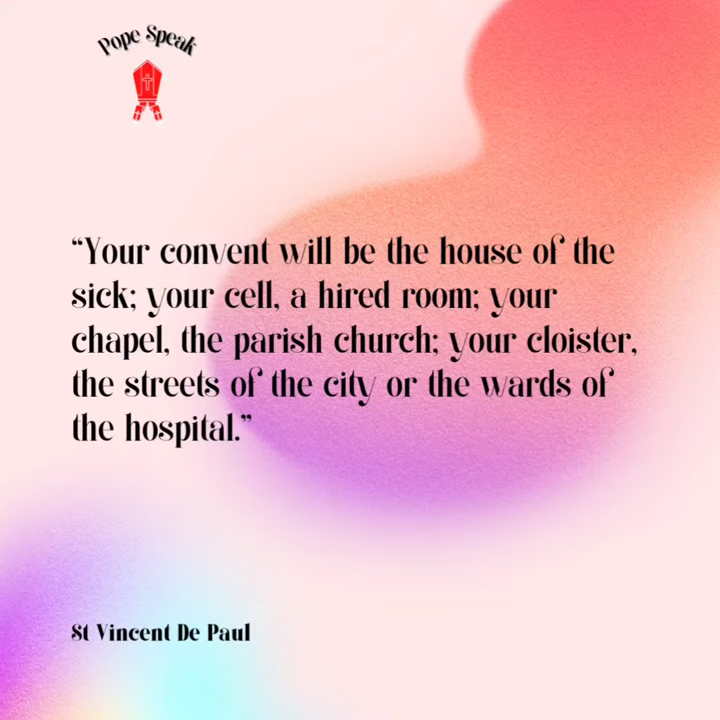 Pope Speak
“Your convent will be the house of the
sick; your cell, a hired room; your
chapel, the parish church; your cloister,
the streets of the city or the wards of
the hospital.”
St Vincent De Paul